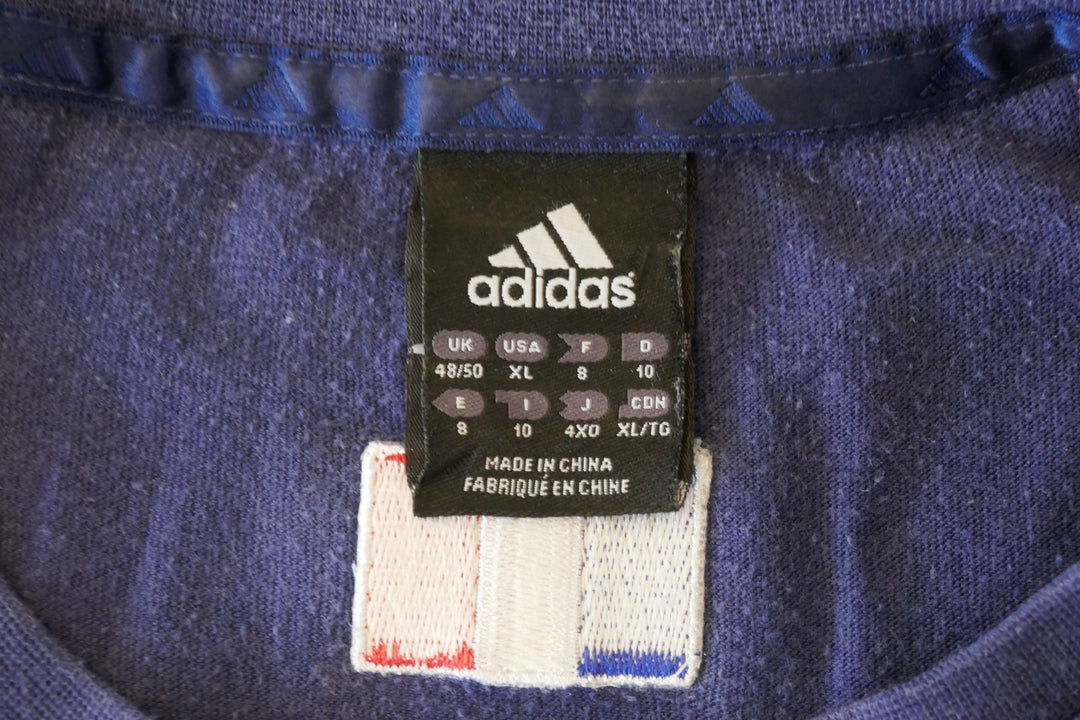 adidas
UK USA F D
48/50 XL 8 10
E I J CDN
8 10 4XO XL/TG
MADE IN CHINA
FABRIQUÉ EN CHINE